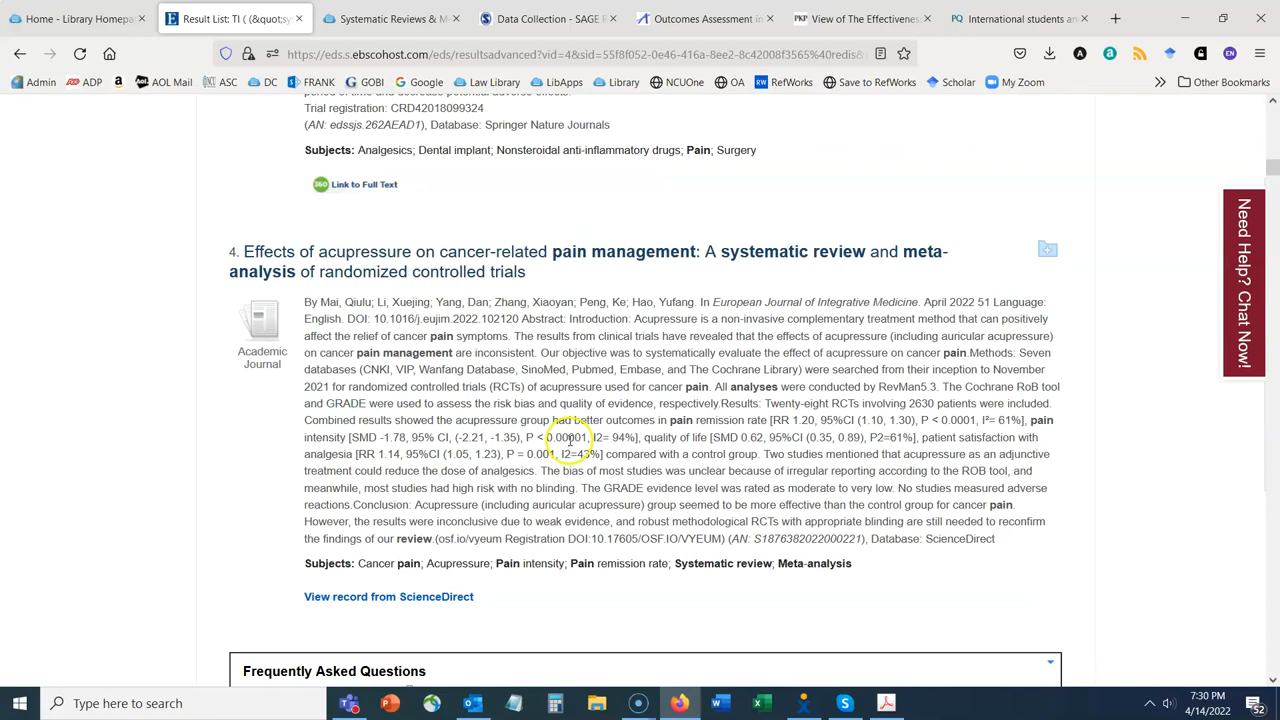 Home - Library Homepa
Result List: TI ( (&quot;sy
Systematic Reviews & M
Data Collection - SAGE R
Outcomes Assessment in
PKP View of The Effectiveness:
PQ International students an
https://eds.s.ebscohost.com/eds/resultsadvanced?vid=4&sid=55f8f052-0e46-416a-8ee2-8c42008f3565%40redis&
Admin ADP AOL Mail ASC DC FRANK GOBI Google Law Library LibApps Library NCUOne OA RW RefWorks Save to RefWorks Scholar My Zoom Other Bookmarks
period of time and decrease potential adverse effects.
Trial registration: CRD42018099324
(AN: edssjs.262AEAD1), Database: Springer Nature Journals
Subjects: Analgesics; Dental implant; Nonsteroidal anti-inflammatory drugs; Pain; Surgery
360 Link to Full Text
4. Effects of acupressure on cancer-related pain management: A systematic review and meta-
analysis of randomized controlled trials
Academic
Journal
By Mai, Qiulu; Li, Xuejing; Yang, Dan; Zhang, Xiaoyan; Peng, Ke; Hao, Yufang. In European Journal of Integrative Medicine. April 2022 51 Language:
English. DOI: 10.1016/j.eujim.2022.102120 Abstract: Introduction: Acupressure is a non-invasive complementary treatment method that can positively
affect the relief of cancer pain symptoms. The results from clinical trials have revealed that the effects of acupressure (including auricular acupressure)
on cancer pain management are inconsistent. Our objective was to systematically evaluate the effect of acupressure on cancer pain.Methods: Seven
databases (CNKI, VIP, Wanfang Database, SinoMed, Pubmed, Embase, and The Cochrane Library) were searched from their inception to November
2021 for randomized controlled trials (RCTs) of acupressure used for cancer pain. All analyses were conducted by RevMan5.3. The Cochrane RoB tool
and GRADE were used to assess the risk bias and quality of evidence, respectively.Results: Twenty-eight RCTs involving 2630 patients were included.
Combined results showed the acupressure group had better outcomes in pain remission rate [RR 1.20, 95%CI (1.10, 1.30), P < 0.0001, I²= 61%], pain
intensity [SMD -1.78, 95% CI, (-2.21, -1.35), P < 0.00001, I2= 94%], quality of life [SMD 0.62, 95%CI (0.35, 0.89), P2=61%], patient satisfaction with
analgesia [RR 1.14, 95%CI (1.05, 1.23), P = 0.001, I2=43%] compared with a control group. Two studies mentioned that acupressure as an adjunctive
treatment could reduce the dose of analgesics. The bias of most studies was unclear because of irregular reporting according to the ROB tool, and
meanwhile, most studies had high risk with no blinding. The GRADE evidence level was rated as moderate to very low. No studies measured adverse
reactions.Conclusion: Acupressure (including auricular acupressure) group seemed to be more effective than the control group for cancer pain.
However, the results were inconclusive due to weak evidence, and robust methodological RCTs with appropriate blinding are still needed to reconfirm
the findings of our review.(osf.io/vyeum Registration DOI:10.17605/OSF.IO/VYEUM) (AN: S1876382022000221), Database: ScienceDirect
Subjects: Cancer pain; Acupressure; Pain intensity; Pain remission rate; Systematic review; Meta-analysis
View record from ScienceDirect
Frequently Asked Questions
Need Help? Chat Now!
Type here to search
7:30 PM
4/14/2022
52